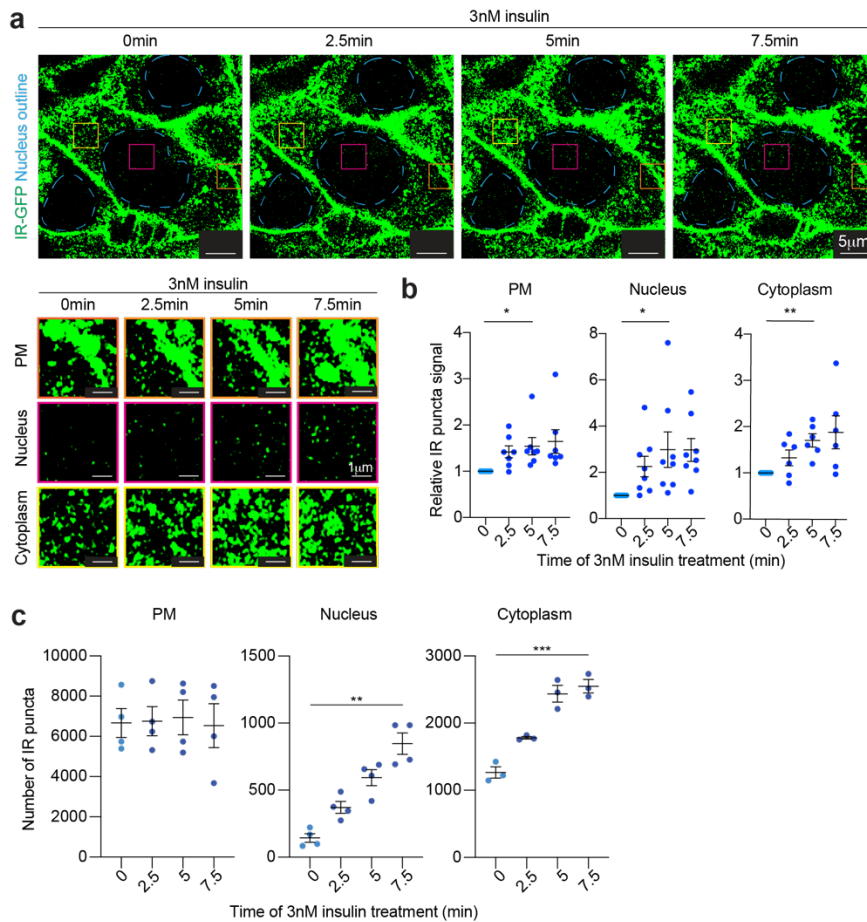 a
3nM insulin
0min 2.5min 5min 7.5min
IR-GFP Nucleus outline
5μm
3nM insulin
0min 2.5min 5min 7.5min
PM
Nucleus
1μm
Cytoplasm
b
PM Nucleus Cytoplasm
* * **
Relative IR puncta signal
4 8 4
3 6 3
2 4 2
1 2 1
0 0 0
0 2.5 5 7.5 0 2.5 5 7.5 0 2.5 5 7.5
Time of 3nM insulin treatment (min)
c
PM Nucleus Cytoplasm
** ***
Number of IR puncta
10000 1500 3000
8000
6000 1000 2000
4000 500 1000
2000
0 0 0
0 2.5 5 7.5 0 2.5 5 7.5 0 2.5 5 7.5
Time of 3nM insulin treatment (min)